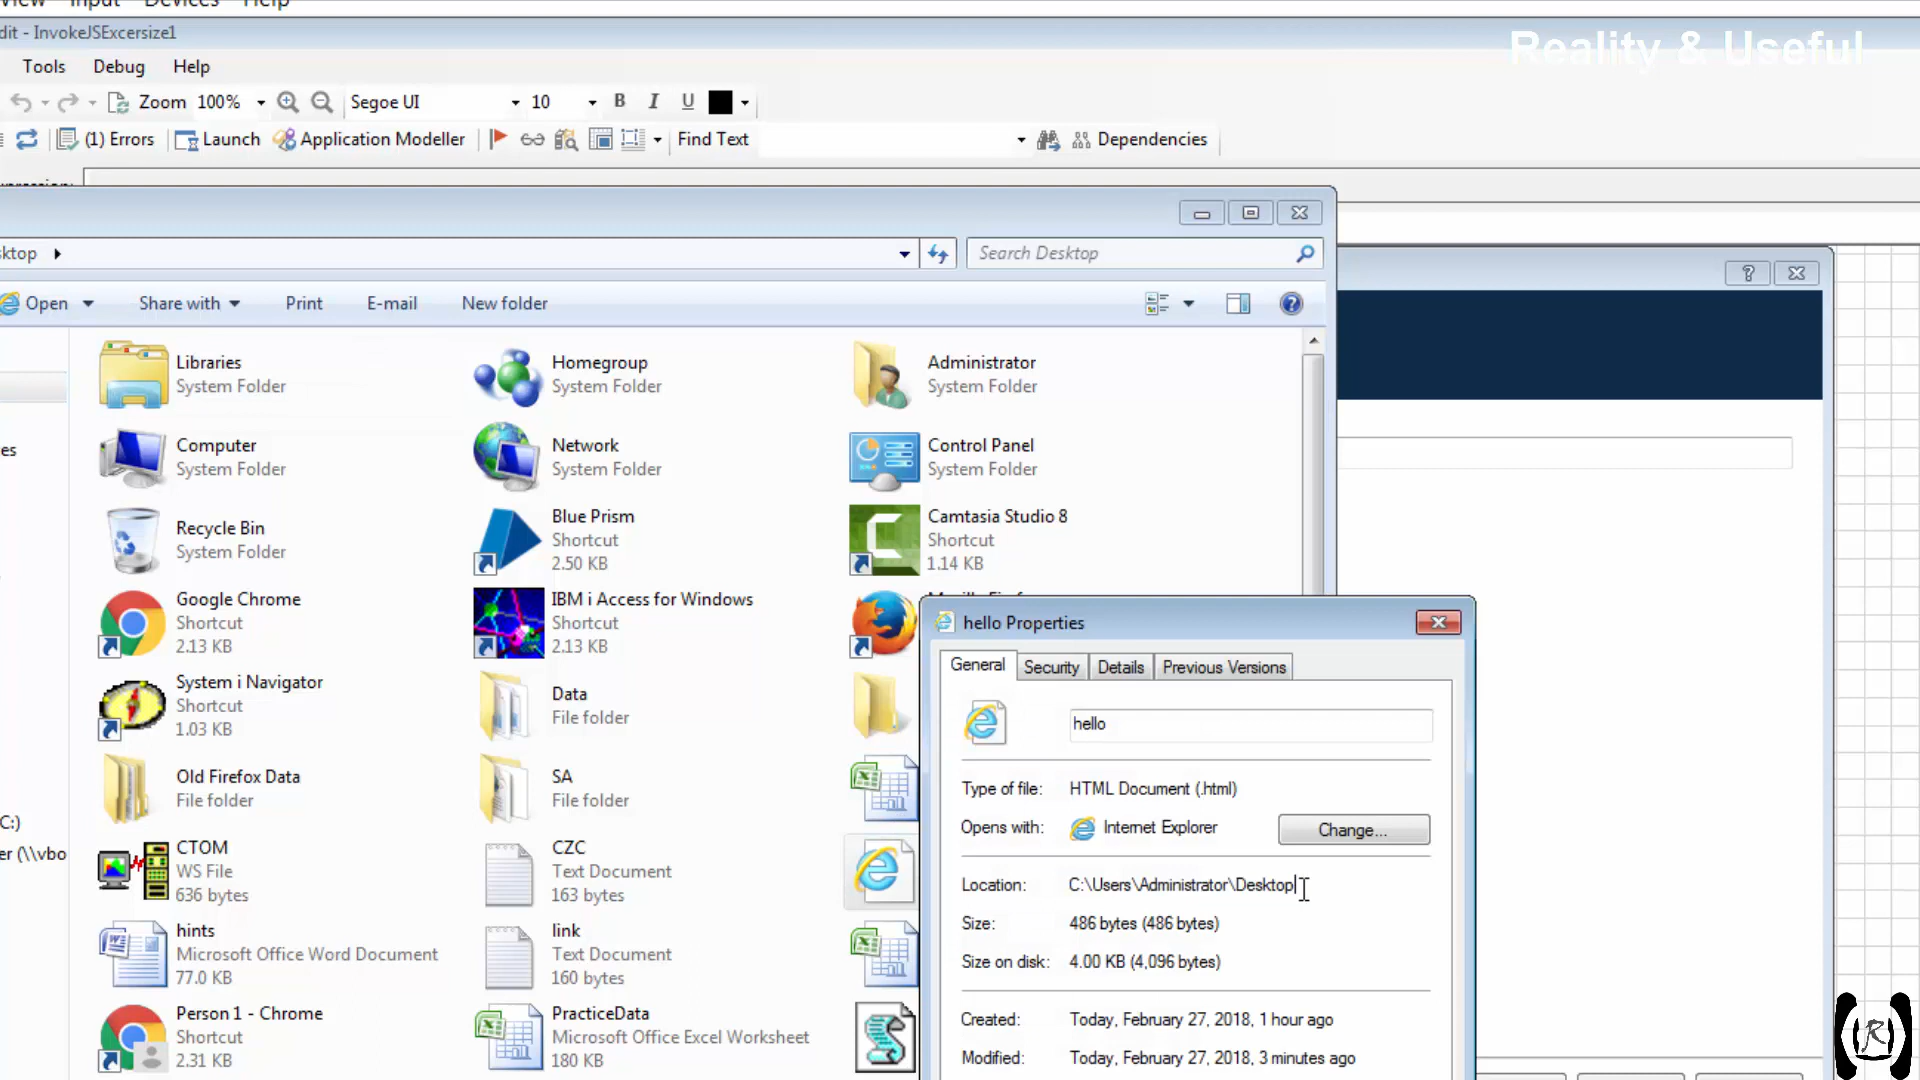 View Input Devices Help
dit - InvokeJSExcersize1
Reality & Useful
Tools Debug Help
Zoom 100% Segoe UI 10 B I U
(1) Errors Launch Application Modeller Find Text Dependencies
ktop
Search Desktop
Open Share with Print E-mail New folder
Libraries
System Folder
Homegroup
System Folder
Administrator
System Folder
Computer
System Folder
Network
System Folder
Control Panel
System Folder
Recycle Bin
System Folder
Blue Prism
Shortcut
2.50 KB
Camtasia Studio 8
Shortcut
1.14 KB
Google Chrome
Shortcut
2.13 KB
IBM i Access for Windows
Shortcut
2.13 KB
System i Navigator
Shortcut
1.03 KB
Data
File folder
Old Firefox Data
File folder
SA
File folder
CTOM
WS File
636 bytes
CZC
Text Document
163 bytes
hints
Microsoft Office Word Document
77.0 KB
link
Text Document
160 bytes
Person 1 - Chrome
Shortcut
2.31 KB
PracticeData
Microsoft Office Excel Worksheet
180 KB
es
C:)
er (\\vbo
hello Properties
General Security Details Previous Versions
hello
Type of file: HTML Document (.html)
Opens with: Internet Explorer Change...
Location: C:\Users\Administrator\Desktop
Size: 486 bytes (486 bytes)
Size on disk: 4.00 KB (4,096 bytes)
Created: Today, February 27, 2018, 1 hour ago
Modified: Today, February 27, 2018, 3 minutes ago
(R)